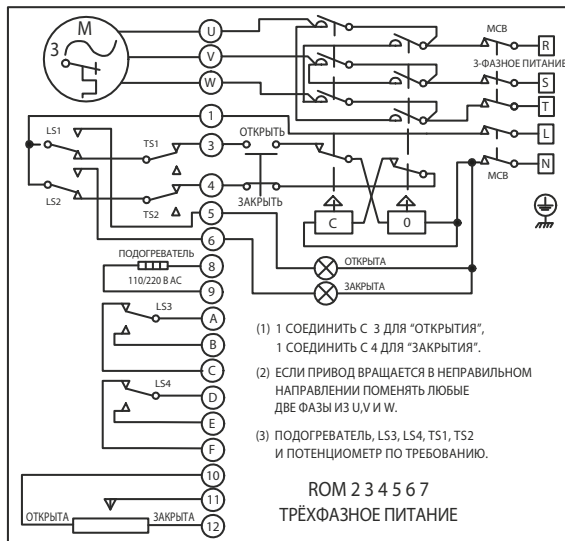 M
3
U
V
W
MCB
R
3-ФАЗНОЕ ПИТАНИЕ
S
T
L
N
MCB
1
LS1
TS1
3
ОТКРЫТЬ
LS2
TS2
4
ЗАКРЫТЬ
5
C
0
6
ПОДОГРЕВАТЕЛЬ
8
110/220 В АС
9
ОТКРЫТА
ЗАКРЫТА
LS3
A
B
C
LS4
D
E
F
10
11
ОТКРЫТА
ЗАКРЫТА
12
(1) 1 СОЕДИНИТЬ С 3 ДЛЯ “ОТКРЫТИЯ”,
1 СОЕДИНИТЬ С 4 ДЛЯ “ЗАКРЫТИЯ”.
(2) ЕСЛИ ПРИВОД ВРАЩАЕТСЯ В НЕПРАВИЛЬНОМ
НАПРАВЛЕНИИ ПОМЕНЯТЬ ЛЮБЫЕ
ДВЕ ФАЗЫ ИЗ U,V И W.
(3) ПОДОГРЕВАТЕЛЬ, LS3, LS4, TS1, TS2
И ПОТЕНЦИОМЕТР ПО ТРЕБОВАНИЮ.
ROM 2 3 4 5 6 7
ТРЁХФАЗНОЕ ПИТАНИЕ